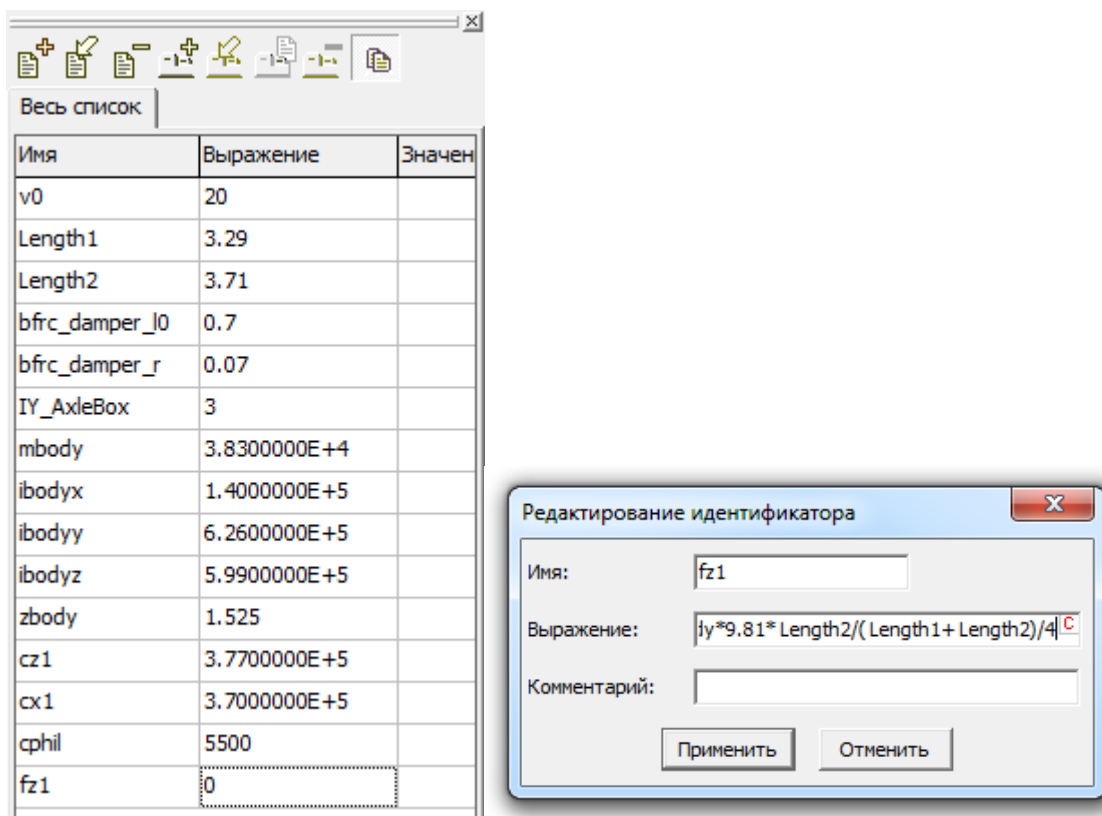 Весь список
Имя Выражение Значен
v0 20
Length1 3.29
Length2 3.71
bfrc_damper_l0 0.7
bfrc_damper_r 0.07
IY_AxleBox 3
mbody 3.8300000E+4
ibodyx 1.4000000E+5
ibodyy 6.2600000E+5
ibodyz 5.9900000E+5
zbody 1.525
cz1 3.7700000E+5
cx1 3.7000000E+5
cphil 5500
fz1 0
Редактирование идентификатора
Имя: fz1
Выражение: dy*9.81* Length2/( Length1+ Length2)/4 C
Комментарий:
Применить Отменить